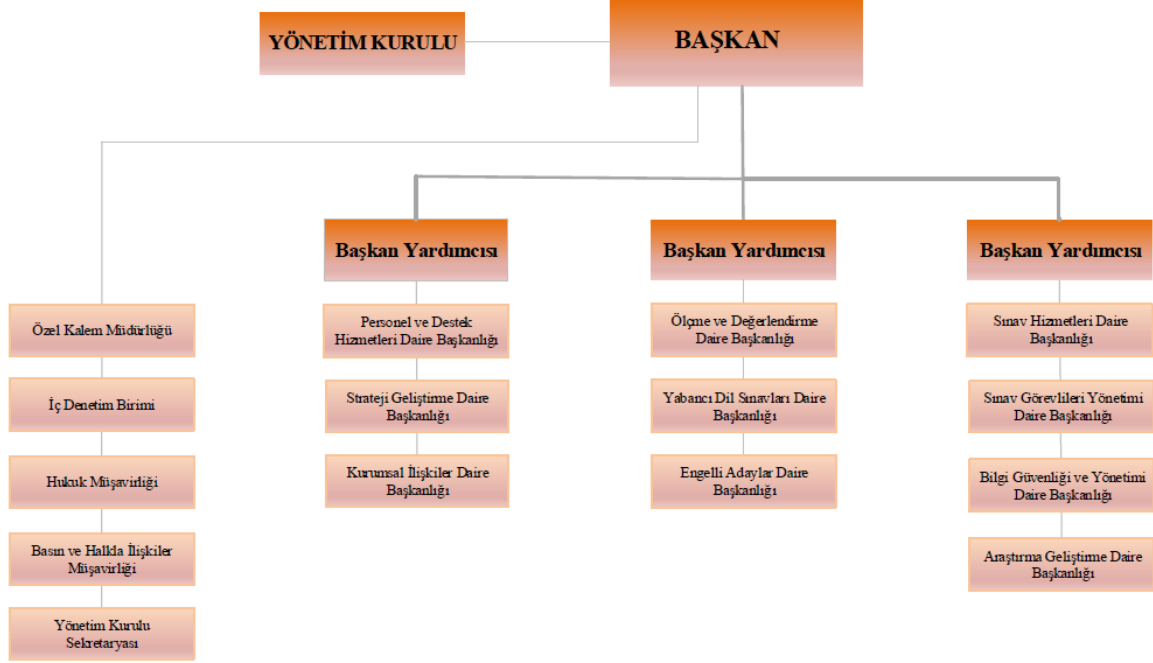 YÖNETİM KURULU
BAŞKAN
Başkan Yardımcısı
Başkan Yardımcısı
Başkan Yardımcısı
Özel Kalem Müdürlüğü
İç Denetim Birimi
Hukuk Müşavirliği
Basın ve Halkla İlişkiler
Müşavirliği
Yönetim Kurulu
Sekretaryası
Personel ve Destek
Hizmetleri Daire Başkanlığı
Strateji Geliştirme Daire
Başkanlığı
Kurumsal İlişkiler Daire
Başkanlığı
Ölçme ve Değerlendirme
Daire Başkanlığı
Yabancı Dil Sınavları Daire
Başkanlığı
Engelli Adaylar Daire
Başkanlığı
Sınav Hizmetleri Daire
Başkanlığı
Sınav Görevlileri Yönetimi
Daire Başkanlığı
Bilgi Güvenliği ve Yönetimi
Daire Başkanlığı
Araştırma Geliştirme Daire
Başkanlığı